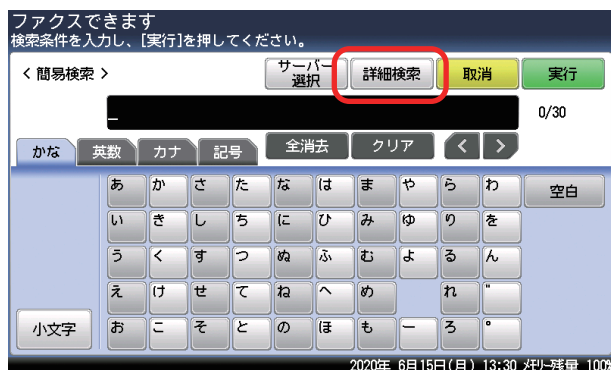 ファクスできます
検索条件を入力し、[実行]を押してください。
< 簡易検索 >
サーバー
選択
詳細検索
取消
実行
0/30
かな 英数 カナ 記号 全消去 クリア < >
あ か さ た な は ま や ら わ 空白
い き し ち に ひ み ゆ り を
う く す つ ぬ ふ む よ る ん
え け せ て ね へ め れ ゛
小文字 お こ そ と の ほ も ー ろ ゜
2020年 6月15日(月) 13:30 メモリー残量 100%